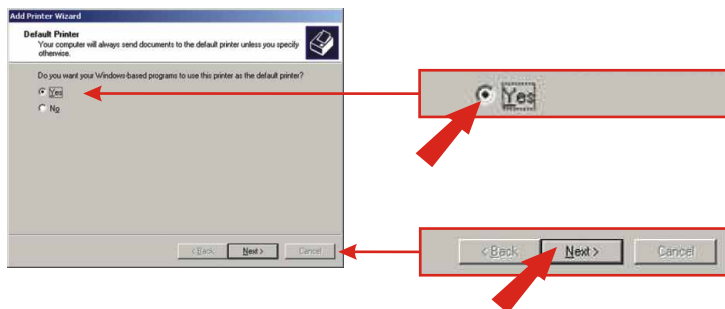 Add Printer Wizard
Default Printer
Your computer will always send documents to the default printer unless you specify
otherwise.
Do you want your Windows-based programs to use this printer as the default printer?
Yes
No
< Back Next > Cancel
Yes
< Back Next > Cancel